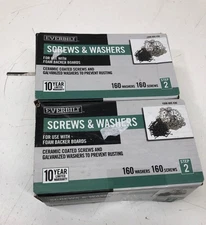 EVERBILT
SCREWS & WASHERS
FOR USE WITH
FOAM BACKER BOARDS
CERAMIC COATED SCREWS AND
GALVANIZED WASHERS TO PREVENT RUSTING
10 YEAR
160 WASHERS 160 SCREWS
STEP 2
EVERBILT
SCREWS & WASHERS
FOR USE WITH
FOAM BACKER BOARDS
CERAMIC COATED SCREWS AND
GALVANIZED WASHERS TO PREVENT RUSTING
10 YEAR
160 WASHERS 160 SCREWS
STEP 2